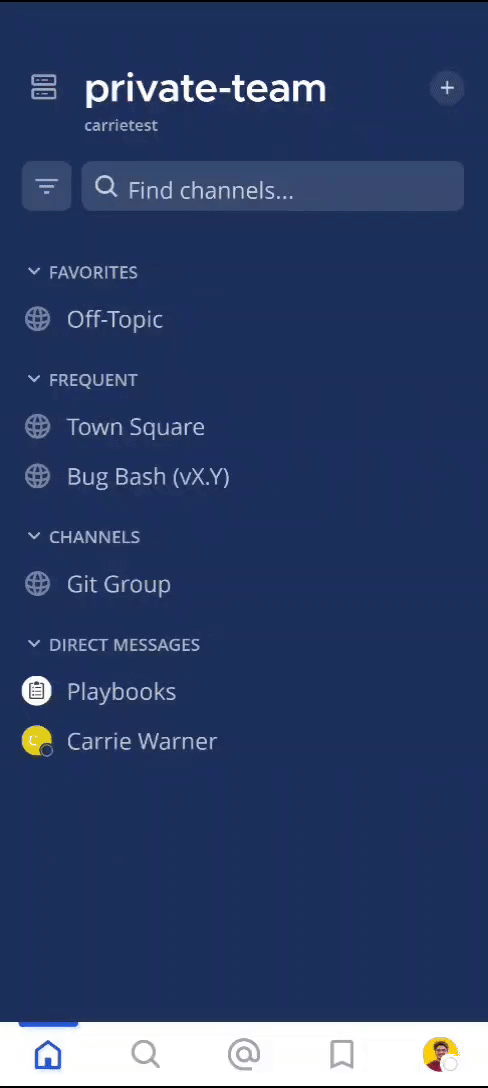 private-team
carrietest
Find channels...
FAVORITES
Off-Topic
FREQUENT
Town Square
Bug Bash (vX.Y)
CHANNELS
Git Group
DIRECT MESSAGES
Playbooks
C Carrie Warner